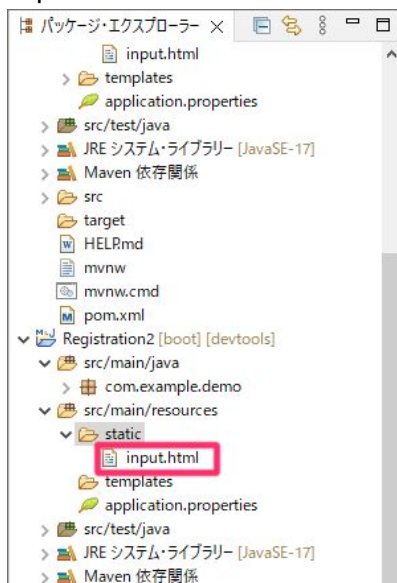 パッケージ・エクスプローラー
input.html
templates
application.properties
src/test/java
JRE システム・ライブラリー [JavaSE-17]
Maven 依存関係
src
target
HELP.md
mvnw
mvnw.cmd
pom.xml
Registration2 [boot] [devtools]
src/main/java
com.example.demo
src/main/resources
static
input.html
templates
application.properties
src/test/java
JRE システム・ライブラリー [JavaSE-17]
Maven 依存関係